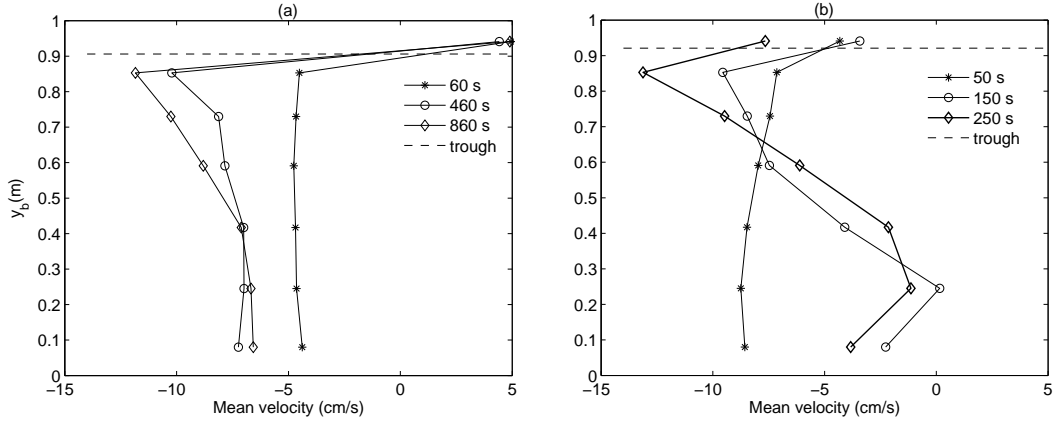 (a)
1
0.9
0.8
0.7
0.6
0.5
0.4
0.3
0.2
0.1
0
y_b(m)
60 s
460 s
860 s
trough
−15 −10 −5 0 5
Mean velocity (cm/s)
(b)
1
0.9
0.8
0.7
0.6
0.5
0.4
0.3
0.2
0.1
0
50 s
150 s
250 s
trough
−15 −10 −5 0 5
Mean velocity (cm/s)